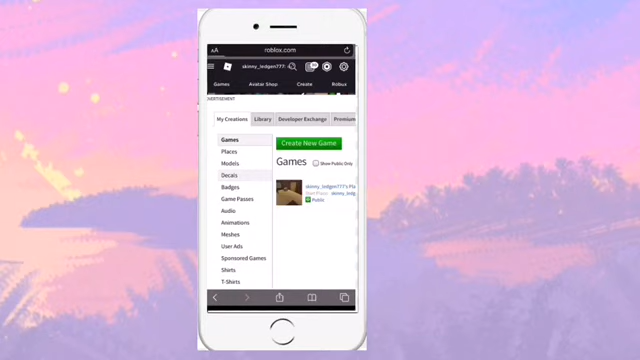 AA roblox.com
skinny_ledgen777:
Games Avatar Shop Create Robux
VERTISEMENT
My Creations Library Developer Exchange Premium
Games
Places
Models
Decals
Badges
Game Passes
Audio
Animations
Meshes
User Ads
Sponsored Games
Shirts
T-Shirts
Create New Game
Games Show Public Only
skinny_ledgen777's Pla
Public